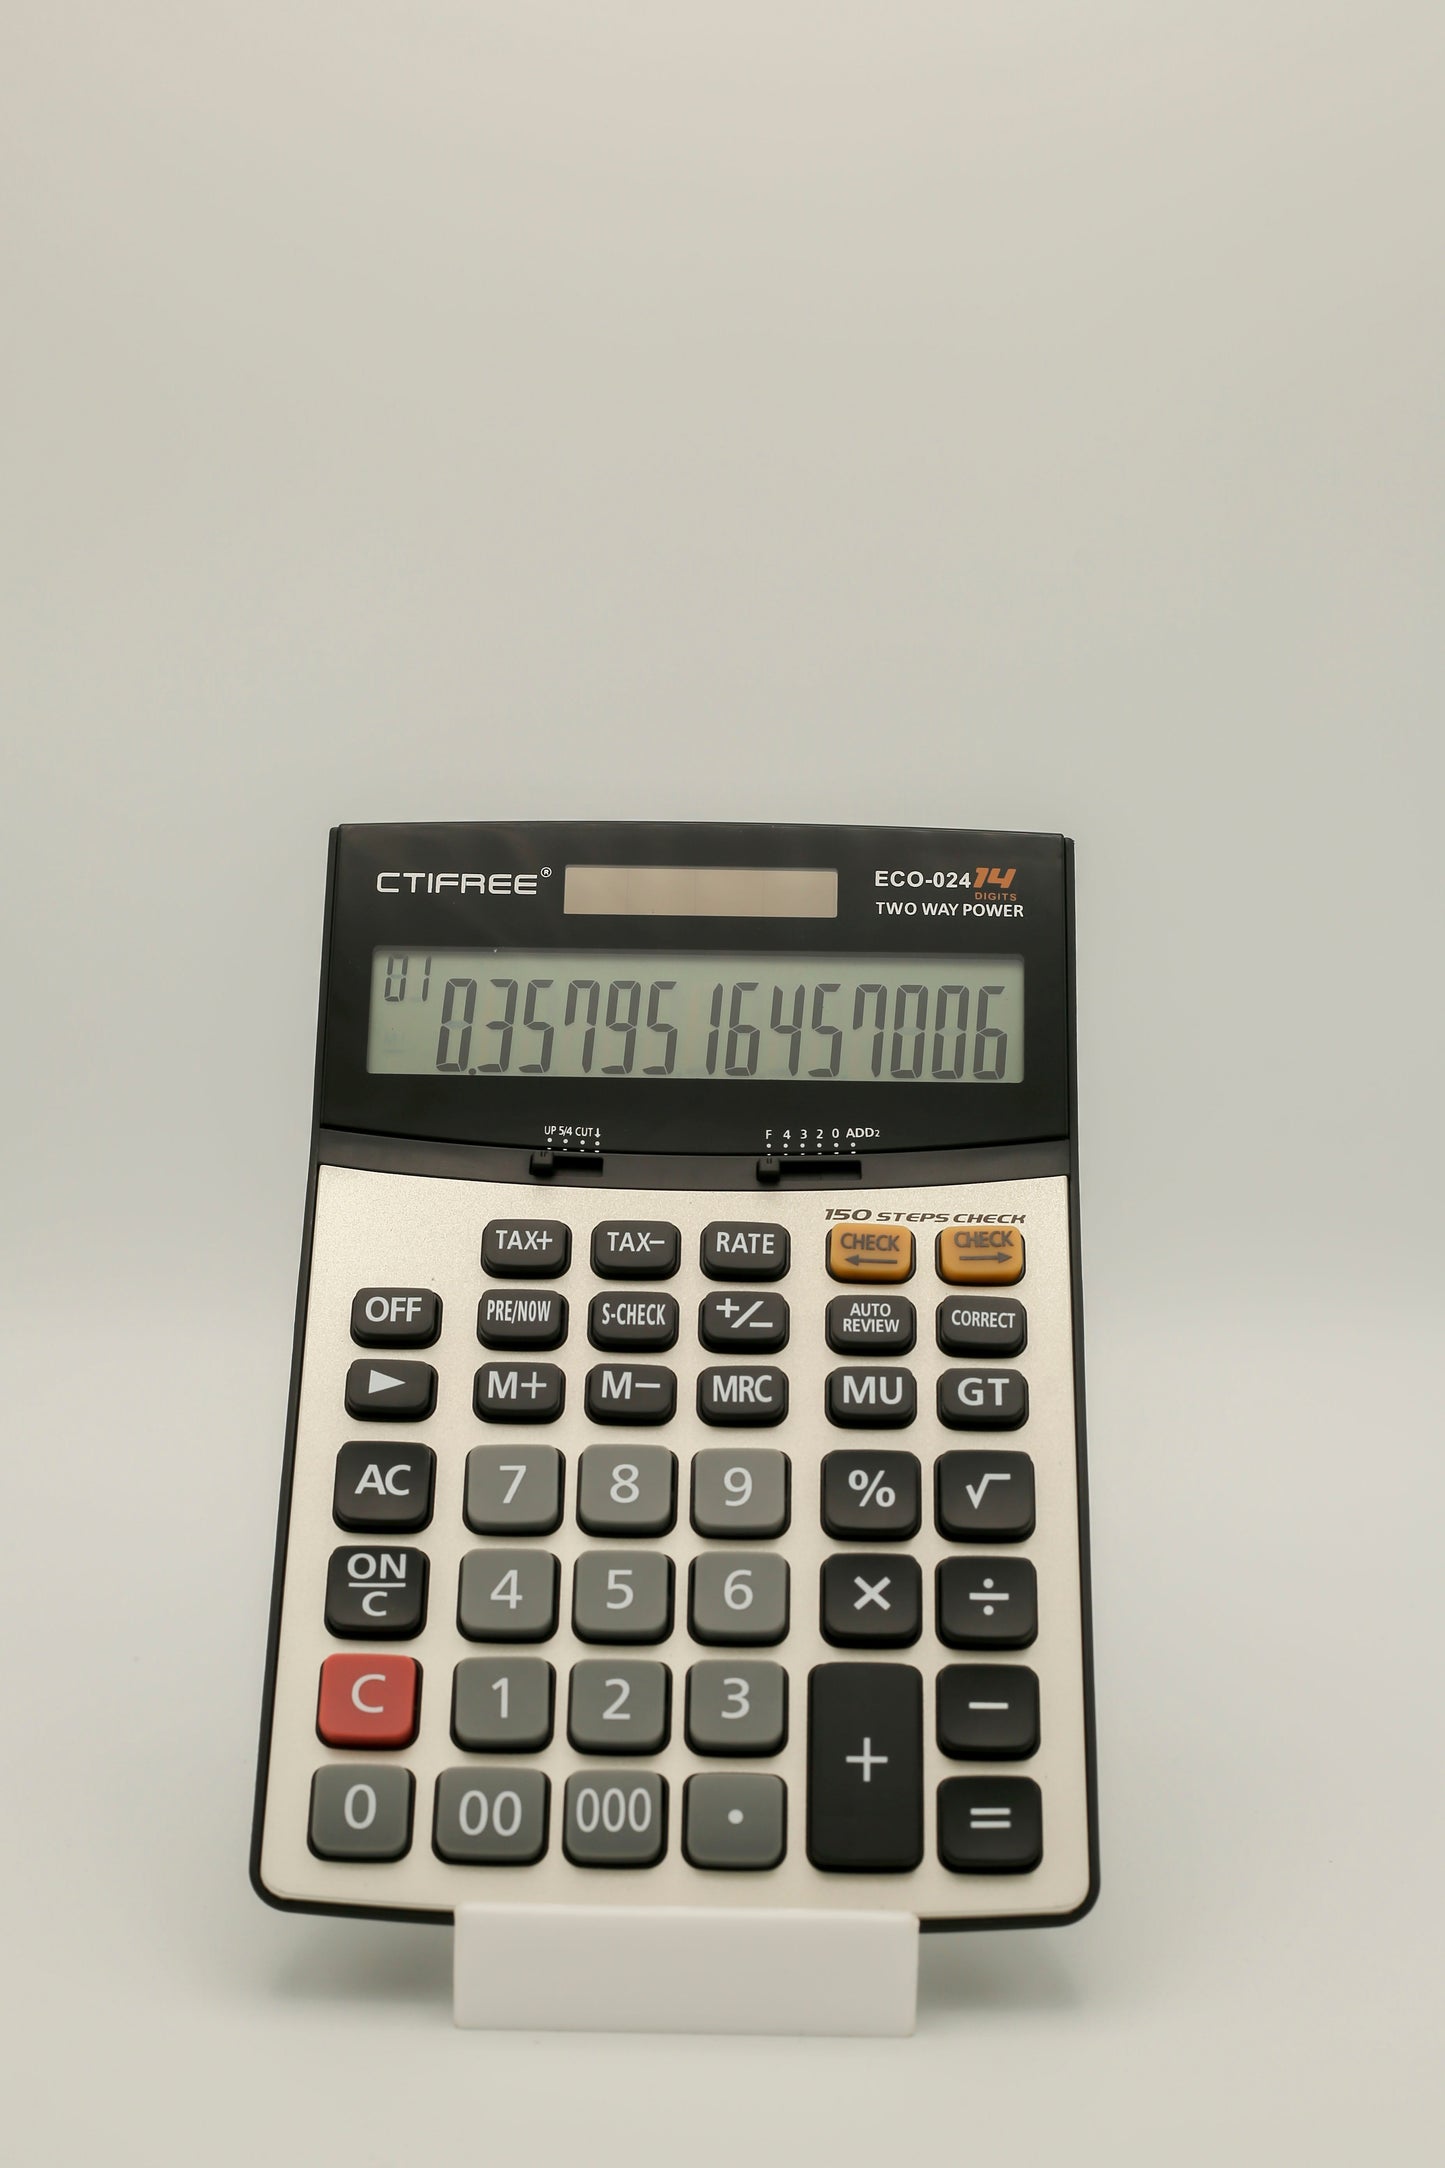 CTIFREE®
ECO-024 14
DIGITS
TWO WAY POWER
01
0.3579516457006
UP 5/4 CUT↓
F 4 3 2 0 ADD₂
150 STEPS CHECK
TAX+ TAX− RATE CHECK ← CHECK →
OFF PRE/NOW S-CHECK +/− AUTO REVIEW CORRECT
▶ M+ M− MRC MU GT
AC 7 8 9 % √
ON/C 4 5 6 × ÷
C 1 2 3 + −
0 00 000 . =